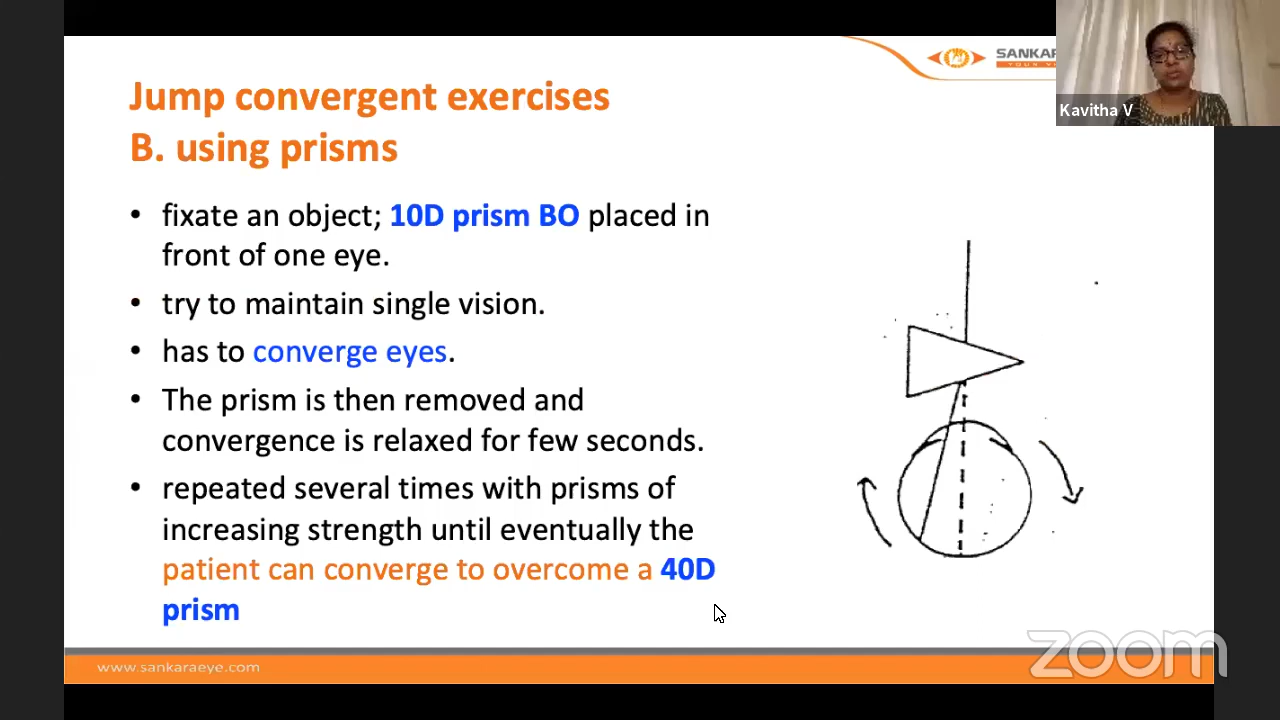 SANKARA
Kavitha V
Jump convergent exercises
B. using prisms
• fixate an object; 10D prism BO placed in
front of one eye.
• try to maintain single vision.
• has to converge eyes.
• The prism is then removed and
convergence is relaxed for few seconds.
• repeated several times with prisms of
increasing strength until eventually the
patient can converge to overcome a 40D
prism
www.sankaraeye.com
zoom